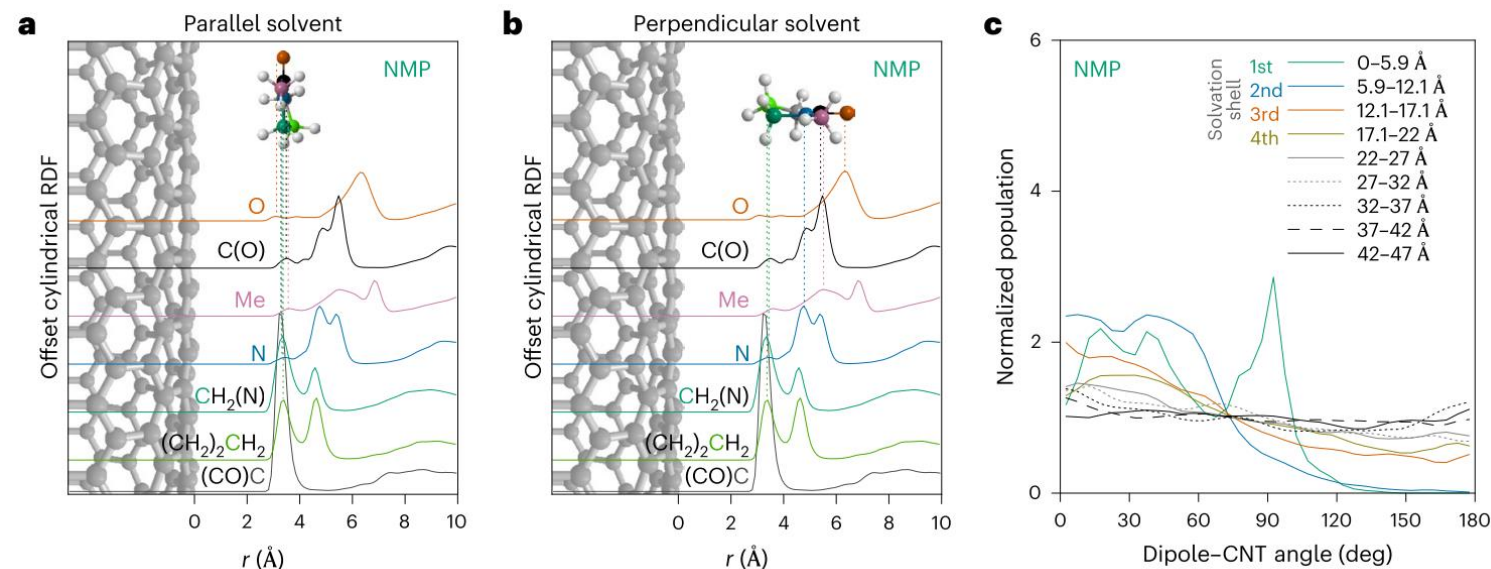 a
Parallel solvent
NMP
Offset cylindrical RDF
O
C(O)
Me
N
CH₂(N)
(CH₂)₂CH₂
(CO)C
0 2 4 6 8 10
r (Å)
b
Perpendicular solvent
NMP
Offset cylindrical RDF
O
C(O)
Me
N
CH₂(N)
(CH₂)₂CH₂
(CO)C
0 2 4 6 8 10
r (Å)
c
NMP
Solvation
shell
1st 0–5.9 Å
2nd 5.9–12.1 Å
3rd 12.1–17.1 Å
4th 17.1–22 Å
22–27 Å
27–32 Å
32–37 Å
37–42 Å
42–47 Å
Normalized population
6
4
2
0
0 30 60 90 120 150 180
Dipole–CNT angle (deg)